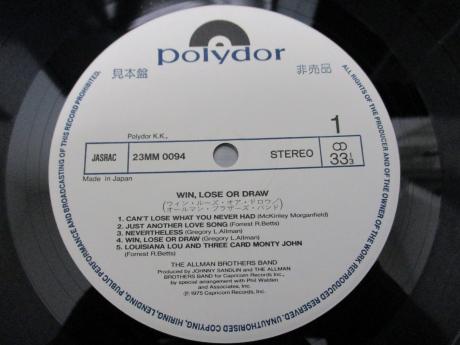 polydor
見本盤
非売品
Polydor K.K.,
1
JASRAC
23MM 0094
STEREO
33⅓
Made in Japan
WIN, LOSE OR DRAW
(ウィン・ルーズ・オア・ドロウ/
オールマン・ブラザーズ・バンド)
1. CAN'T LOSE WHAT YOU NEVER HAD (McKinley Morganfield)
2. JUST ANOTHER LOVE SONG (Forrest R.Betts)
3. NEVERTHELESS (Gregory L.Allman)
4. WIN, LOSE OR DRAW (Gregory L.Allman)
5. LOUISIANA LOU AND THREE CARD MONTY JOHN
(Forrest R.Betts)
THE ALLMAN BROTHERS BAND
Produced by JOHNNY SANDLIN AND THE ALLMAN
BROTHERS BAND for Capricorn Records Inc.,
by special arrangement with Phil Walden
and Associates, Inc.
Ⓟ 1975 Capricorn Records, Inc.
ALL RIGHTS OF THE PRODUCER AND OF THE OWNER OF THE WORK REPRODUCED RESERVED. UNAUTHORISED COPYING, HIRING, LENDING, PUBLIC PERFORMANCE AND BROADCASTING OF THIS RECORD PROHIBITED.